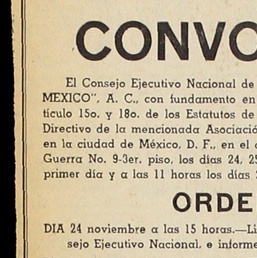 CONVO
El Consejo Ejecutivo Nacional de
MEXICO", A. C., con fundamento en
tículo 15o. y 18o. de los Estatutos de
Directivo de la mencionada Asociació
en la ciudad de México, D. F., en el
Guerra No. 9-3er. piso, los días 24, 25
primer día y a las 11 horas los días
ORDE
DIA 24 noviembre a las 15 horas.—Li
sejo Ejecutivo Nacional, e informe